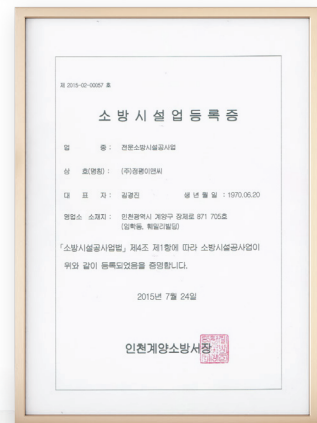 제 2015-02-00057 호
소방시설업등록증
업 종 : 전문소방시설공사업
상 호(명칭) : (주)정평이앤씨
대 표 자 : 김경진 생 년 월 일 : 1970.06.20
영업소 소재지 : 인천광역시 계양구 장제로 871 705호
(임학동, 훼밀리빌딩)
「소방시설공사업법」 제4조 제1항에 따라 소방시설공사업이
위와 같이 등록되었음을 증명합니다.
2015년 7월 24일
인천계양소방서장